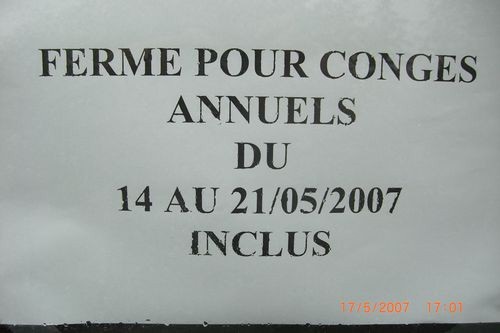 FERME POUR CONGES
ANNUELS
DU
14 AU 21/05/2007
INCLUS
17/5/2007 17:01